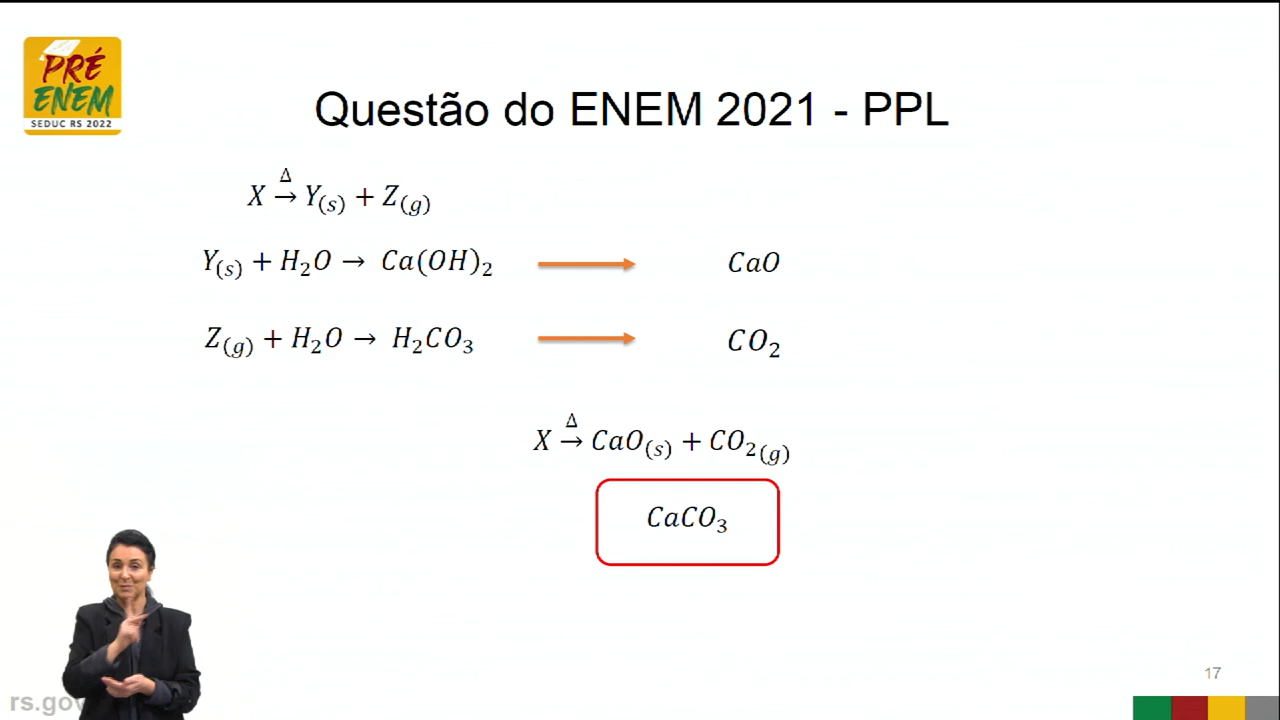 PRÉ
ENEM
SEDUC RS 2022
Questão do ENEM 2021 - PPL
Δ
X → Y(s) + Z(g)
Y(s) + H₂O → Ca(OH)₂ → CaO
Z(g) + H₂O → H₂CO₃ → CO₂
Δ
X → CaO(s) + CO₂(g)
CaCO₃
17
rs.gov